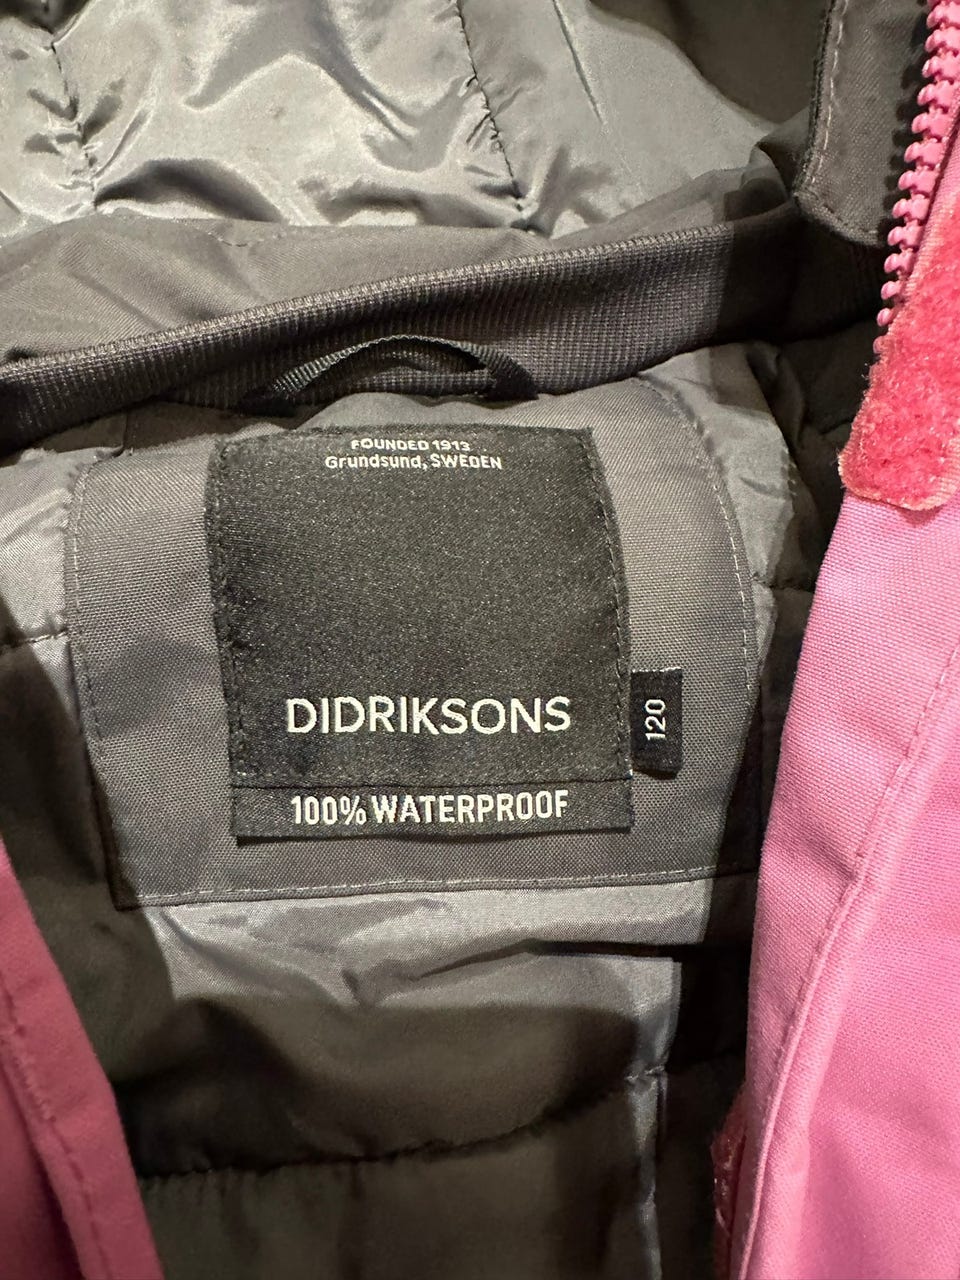 FOUNDED 1913
Grundsund, SWEDEN
DIDRIKSONS
120
100% WATERPROOF